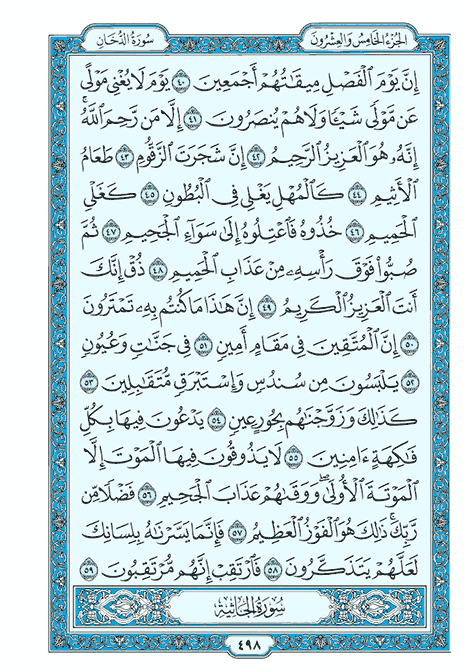 الجزء الخامس والعشرون
سورة الدخان
إِنَّ يَوْمَ ٱلْفَصْلِ مِيقَٰتُهُمْ أَجْمَعِينَ ٤٠ يَوْمَ لَا يُغْنِى مَوْلًى
عَن مَّوْلًى شَيْـًٔا وَلَا هُمْ يُنصَرُونَ ٤١ إِلَّا مَن رَّحِمَ ٱللَّهُ ۚ
إِنَّهُۥ هُوَ ٱلْعَزِيزُ ٱلرَّحِيمُ ٤٢ إِنَّ شَجَرَتَ ٱلزَّقُّومِ ٤٣ طَعَامُ
ٱلْأَثِيمِ ٤٤ كَٱلْمُهْلِ يَغْلِى فِى ٱلْبُطُونِ ٤٥ كَغَلْىِ
ٱلْحَمِيمِ ٤٦ خُذُوهُ فَٱعْتِلُوهُ إِلَىٰ سَوَآءِ ٱلْجَحِيمِ ٤٧ ثُمَّ
صُبُّوا۟ فَوْقَ رَأْسِهِۦ مِنْ عَذَابِ ٱلْحَمِيمِ ٤٨ ذُقْ إِنَّكَ
أَنتَ ٱلْعَزِيزُ ٱلْكَرِيمُ ٤٩ إِنَّ هَٰذَا مَا كُنتُم بِهِۦ تَمْتَرُونَ
٥٠ إِنَّ ٱلْمُتَّقِينَ فِى مَقَامٍ أَمِينٍ ٥١ فِى جَنَّٰتٍ وَعُيُونٍ
٥٢ يَلْبَسُونَ مِن سُندُسٍ وَإِسْتَبْرَقٍ مُّتَقَٰبِلِينَ ٥٣
كَذَٰلِكَ وَزَوَّجْنَٰهُم بِحُورٍ عِينٍ ٥٤ يَدْعُونَ فِيهَا بِكُلِّ
فَٰكِهَةٍ ءَامِنِينَ ٥٥ لَا يَذُوقُونَ فِيهَا ٱلْمَوْتَ إِلَّا
ٱلْمَوْتَةَ ٱلْأُولَىٰ ۖ وَوَقَىٰهُمْ عَذَابَ ٱلْجَحِيمِ ٥٦ فَضْلًا مِّن
رَّبِّكَ ۚ ذَٰلِكَ هُوَ ٱلْفَوْزُ ٱلْعَظِيمُ ٥٧ فَإِنَّمَا يَسَّرْنَٰهُ بِلِسَانِكَ
لَعَلَّهُمْ يَتَذَكَّرُونَ ٥٨ فَٱرْتَقِبْ إِنَّهُم مُّرْتَقِبُونَ ٥٩
سُورَةُ الجَاثِيَةِ
٤٩٨